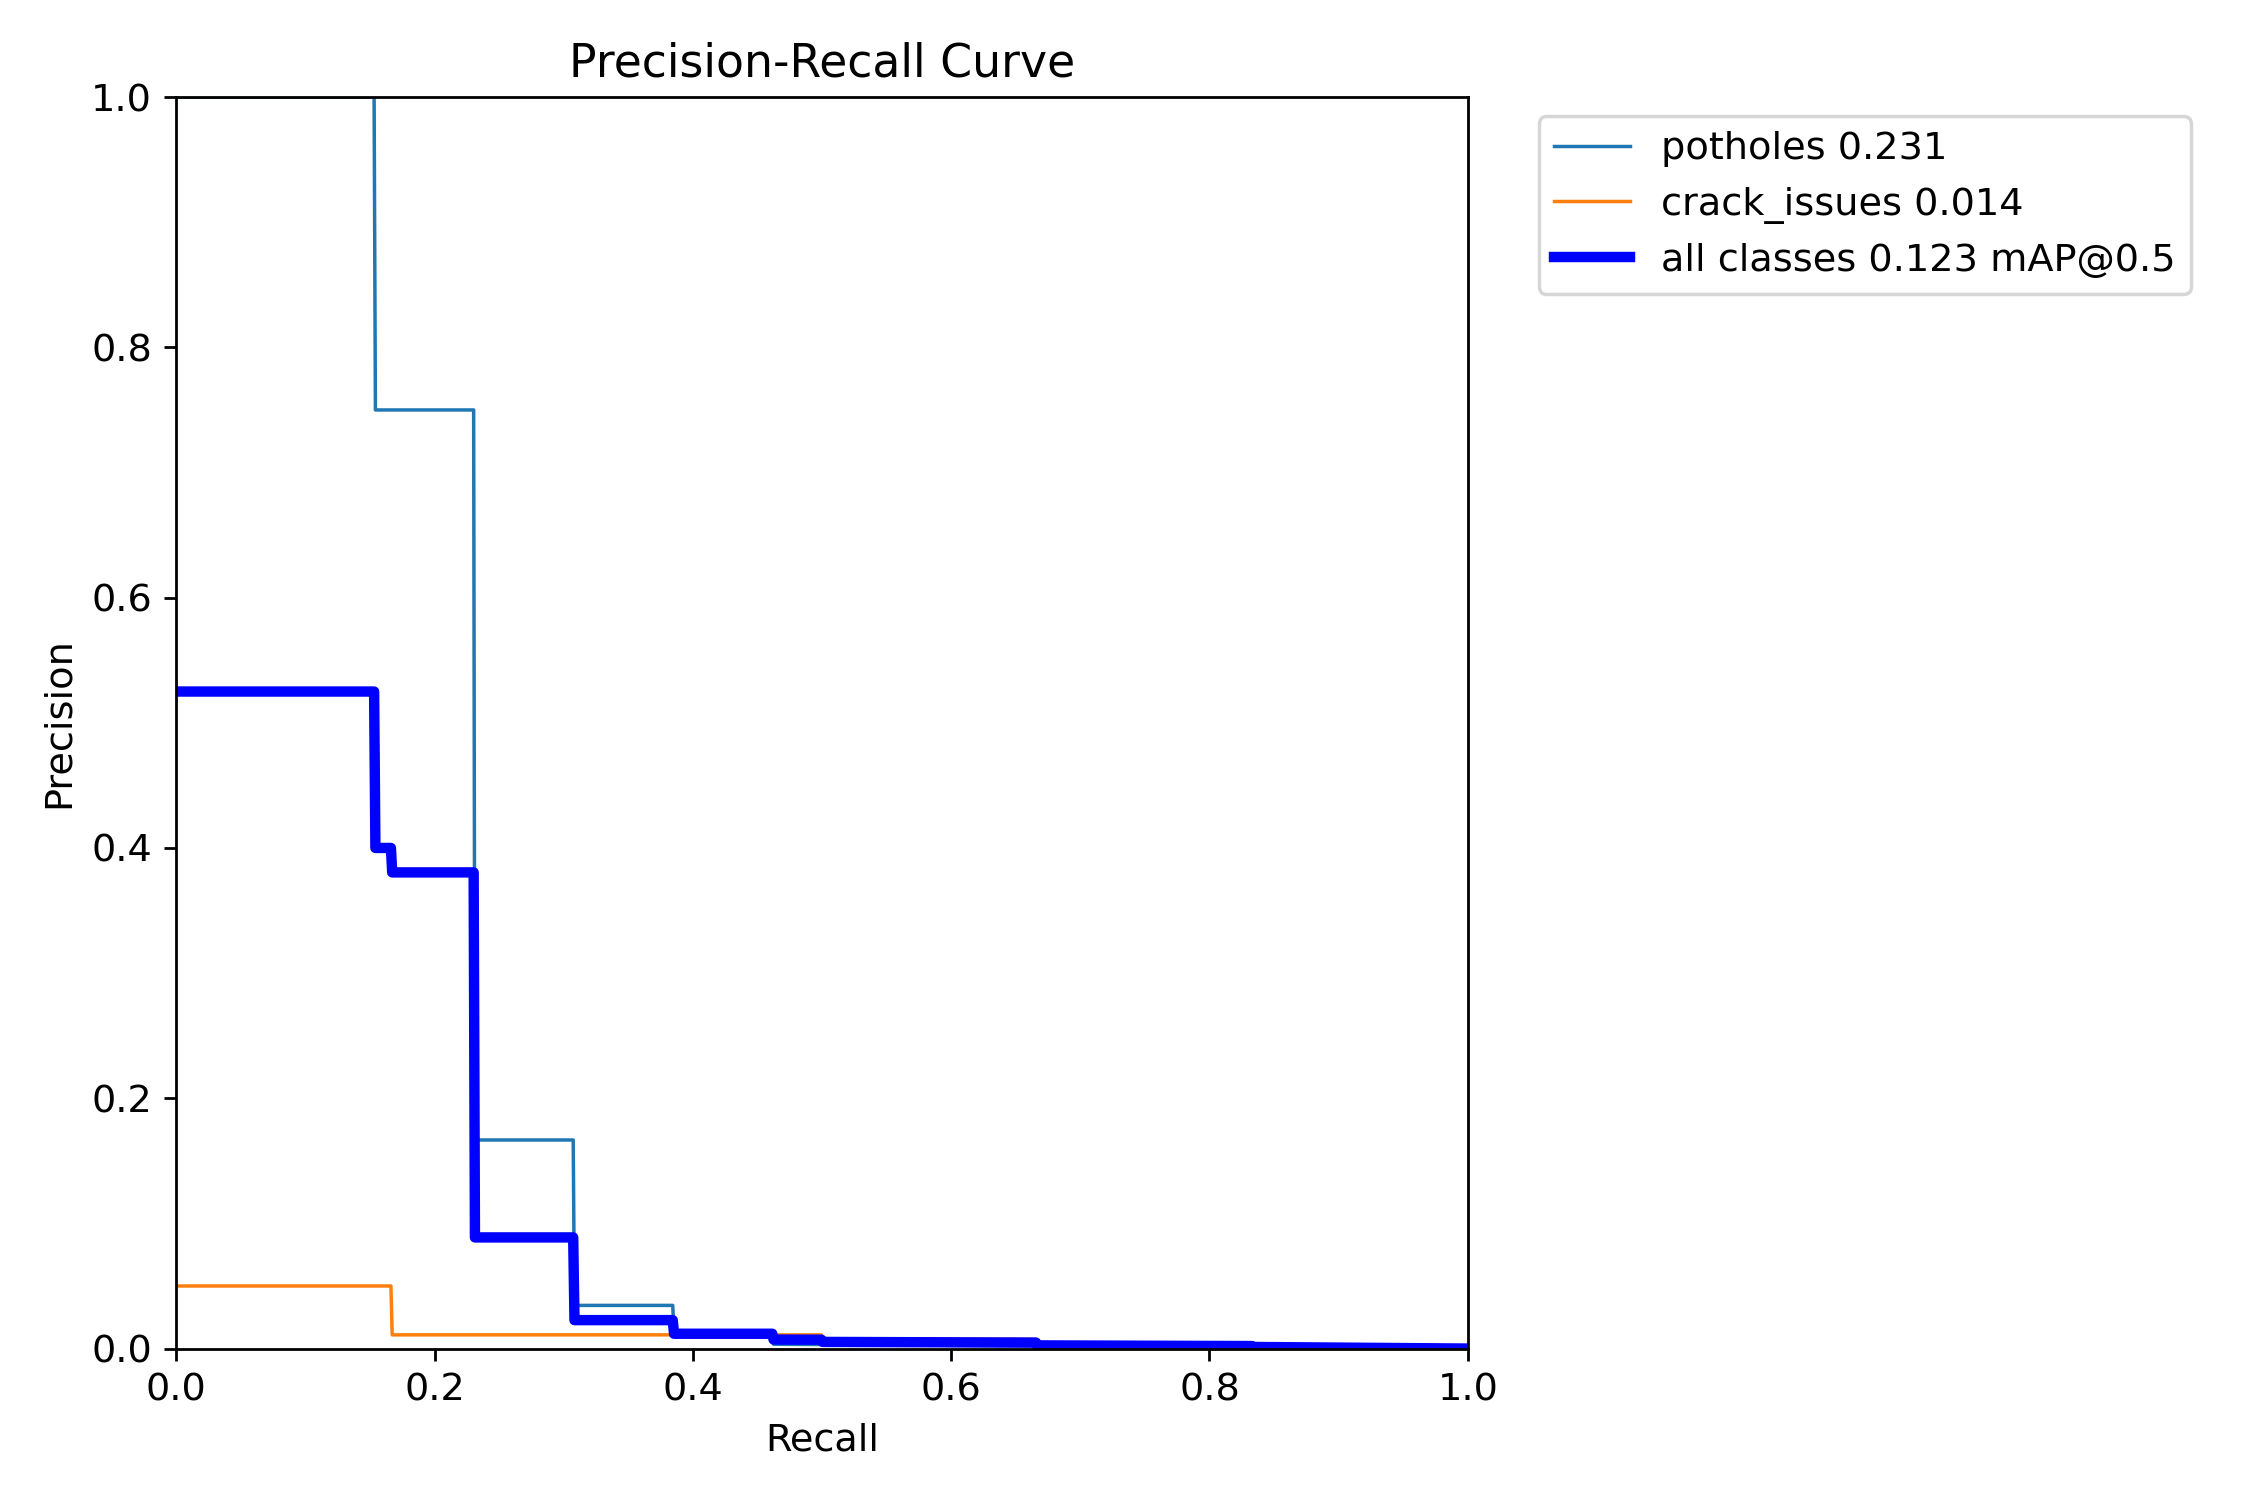 Precision-Recall Curve
1.0
0.8
0.6
0.4
0.2
0.0
Precision
0.0 0.2 0.4 0.6 0.8 1.0
Recall
potholes 0.231
crack_issues 0.014
all classes 0.123 mAP@0.5